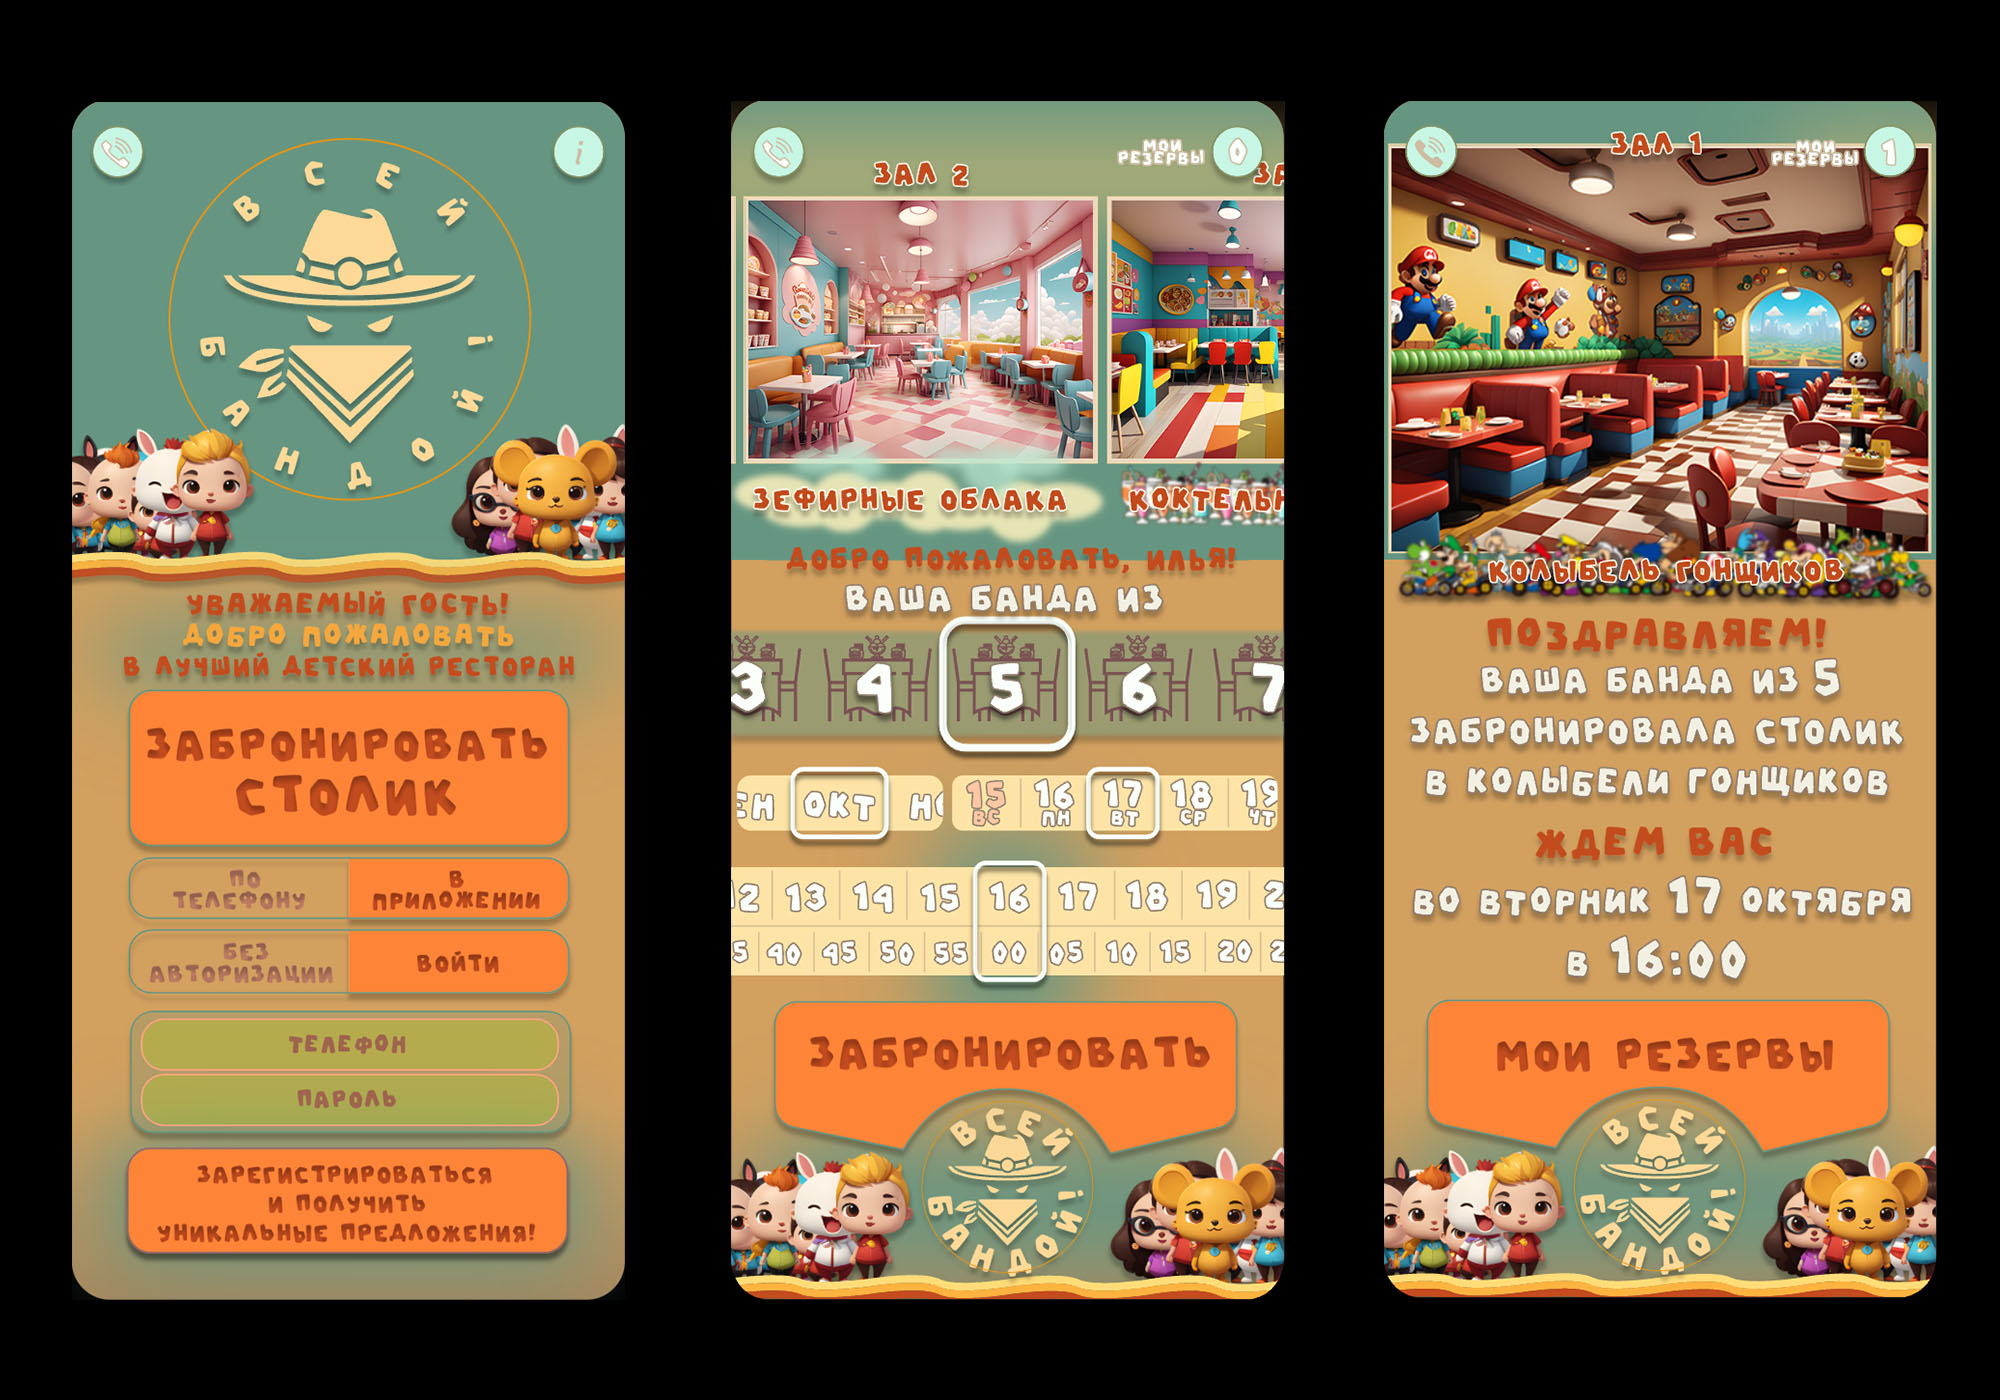 i
ВСЕЙ
БАНДОЙ!
УВАЖАЕМЫЙ ГОСТЬ!
ДОБРО ПОЖАЛОВАТЬ
В ЛУЧШИЙ ДЕТСКИЙ РЕСТОРАН
ЗАБРОНИРОВАТЬ
СТОЛИК
ПО
ТЕЛЕФОНУ
В
ПРИЛОЖЕНИИ
БЕЗ
АВТОРИЗАЦИИ
ВОЙТИ
ТЕЛЕФОН
ПАРОЛЬ
ЗАРЕГИСТРИРОВАТЬСЯ
И ПОЛУЧИТЬ
УНИКАЛЬНЫЕ ПРЕДЛОЖЕНИЯ!
МОИ
РЕЗЕРВЫ
0
ЗАЛ 2
ЗА
ЗЕФИРНЫЕ ОБЛАКА
КОКТЕЛЬН
ДОБРО ПОЖАЛОВАТЬ, ИЛЬЯ!
ВАША БАНДА ИЗ
3 4 5 6 7
ЕН ОКТ НО
15 16 17 18 19
ВС ПН ВТ СР ЧТ
12 13 14 15 16 17 18 19 2
5 40 45 50 55 00 05 10 15 20 2
ЗАБРОНИРОВАТЬ
ВСЕЙ
БАНДОЙ!
ЗАЛ 1
МОИ
РЕЗЕРВЫ
1
КОЛЫБЕЛЬ ГОНЩИКОВ
ПОЗДРАВЛЯЕМ!
ВАША БАНДА ИЗ 5
ЗАБРОНИРОВАЛА СТОЛИК
В КОЛЫБЕЛИ ГОНЩИКОВ
ЖДЕМ ВАС
ВО ВТОРНИК 17 ОКТЯБРЯ
В 16:00
МОИ РЕЗЕРВЫ
ВСЕЙ
БАНДОЙ!